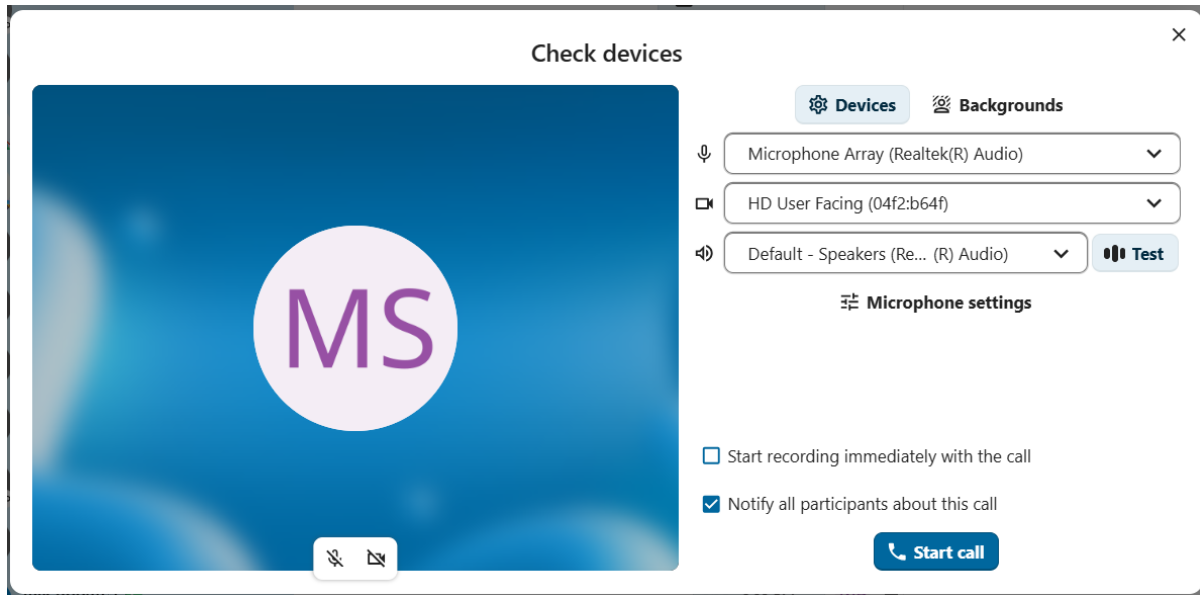 Check devices
MS
Devices
Backgrounds
Microphone Array (Realtek(R) Audio)
HD User Facing (04f2:b64f)
Default - Speakers (Re... (R) Audio)
Test
Microphone settings
Start recording immediately with the call
Notify all participants about this call
Start call